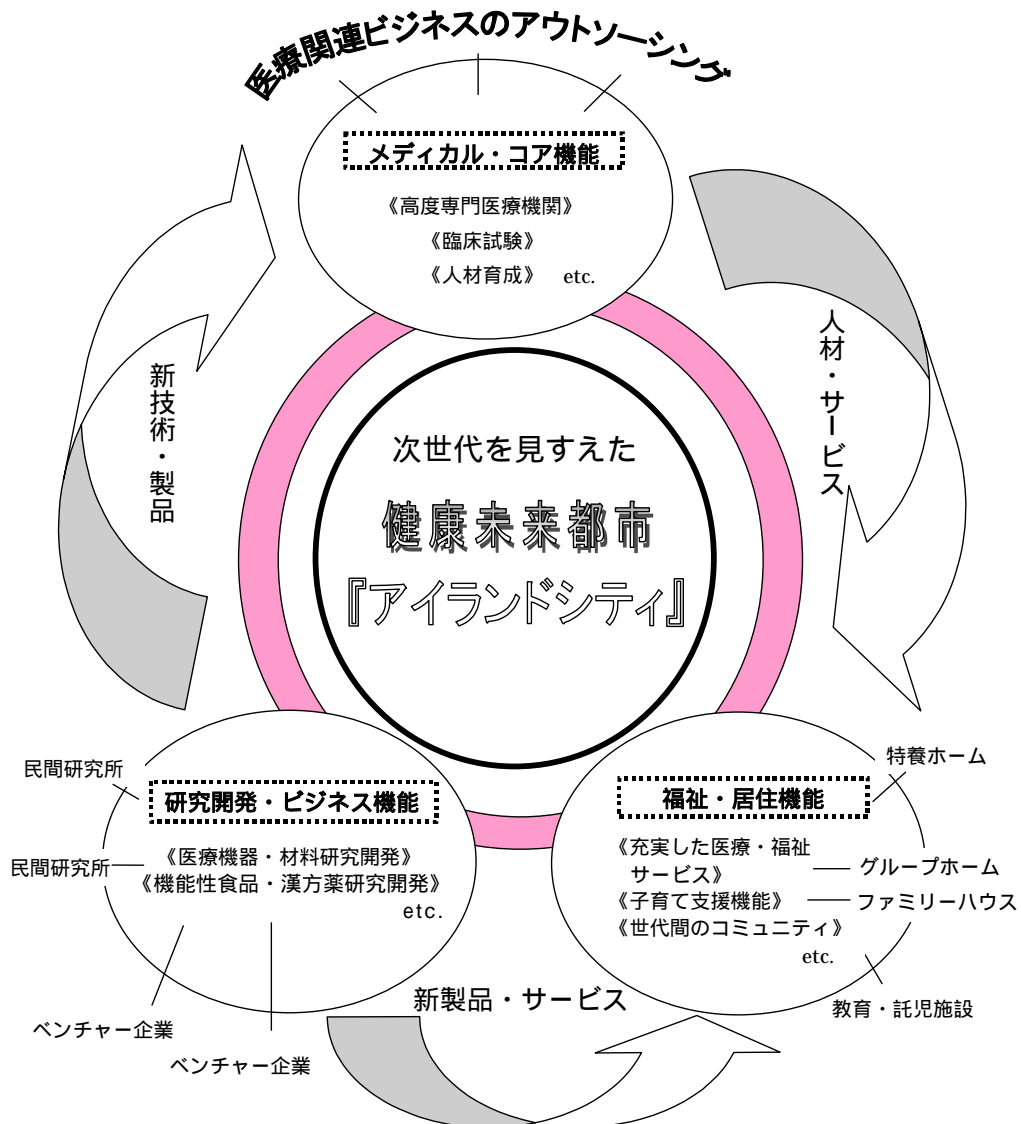 医療関連ビジネスのアウトソーシング
メディカル・コア機能
《高度専門医療機関》
《臨床試験》
《人材育成》 etc.
新技術・製品
人材・サービス
次世代を見すえた
健康未来都市
『アイランドシティ』
民間研究所
研究開発・ビジネス機能
民間研究所
《医療機器・材料研究開発》
《機能性食品・漢方薬研究開発》
etc.
ベンチャー企業
ベンチャー企業
特養ホーム
福祉・居住機能
《充実した医療・福祉
サービス》
グループホーム
《子育て支援機能》
ファミリーハウス
《世代間のコミュニティ》
etc.
教育・託児施設
新製品・サービス